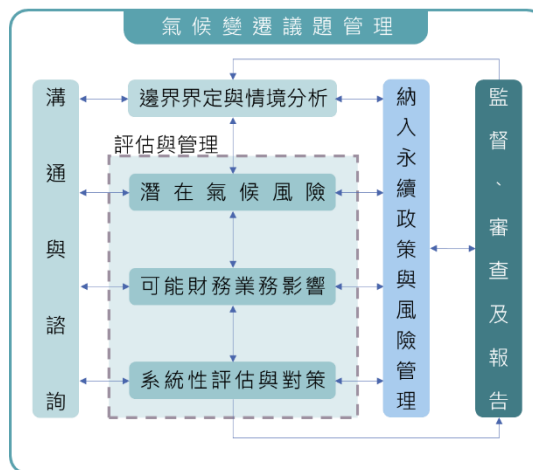 氣候變遷議題管理
溝通與諮詢
邊界界定與情境分析
評估與管理
潛在氣候風險
可能財務業務影響
系統性評估與對策
納入永續政策與風險管理
監督、審查及報告